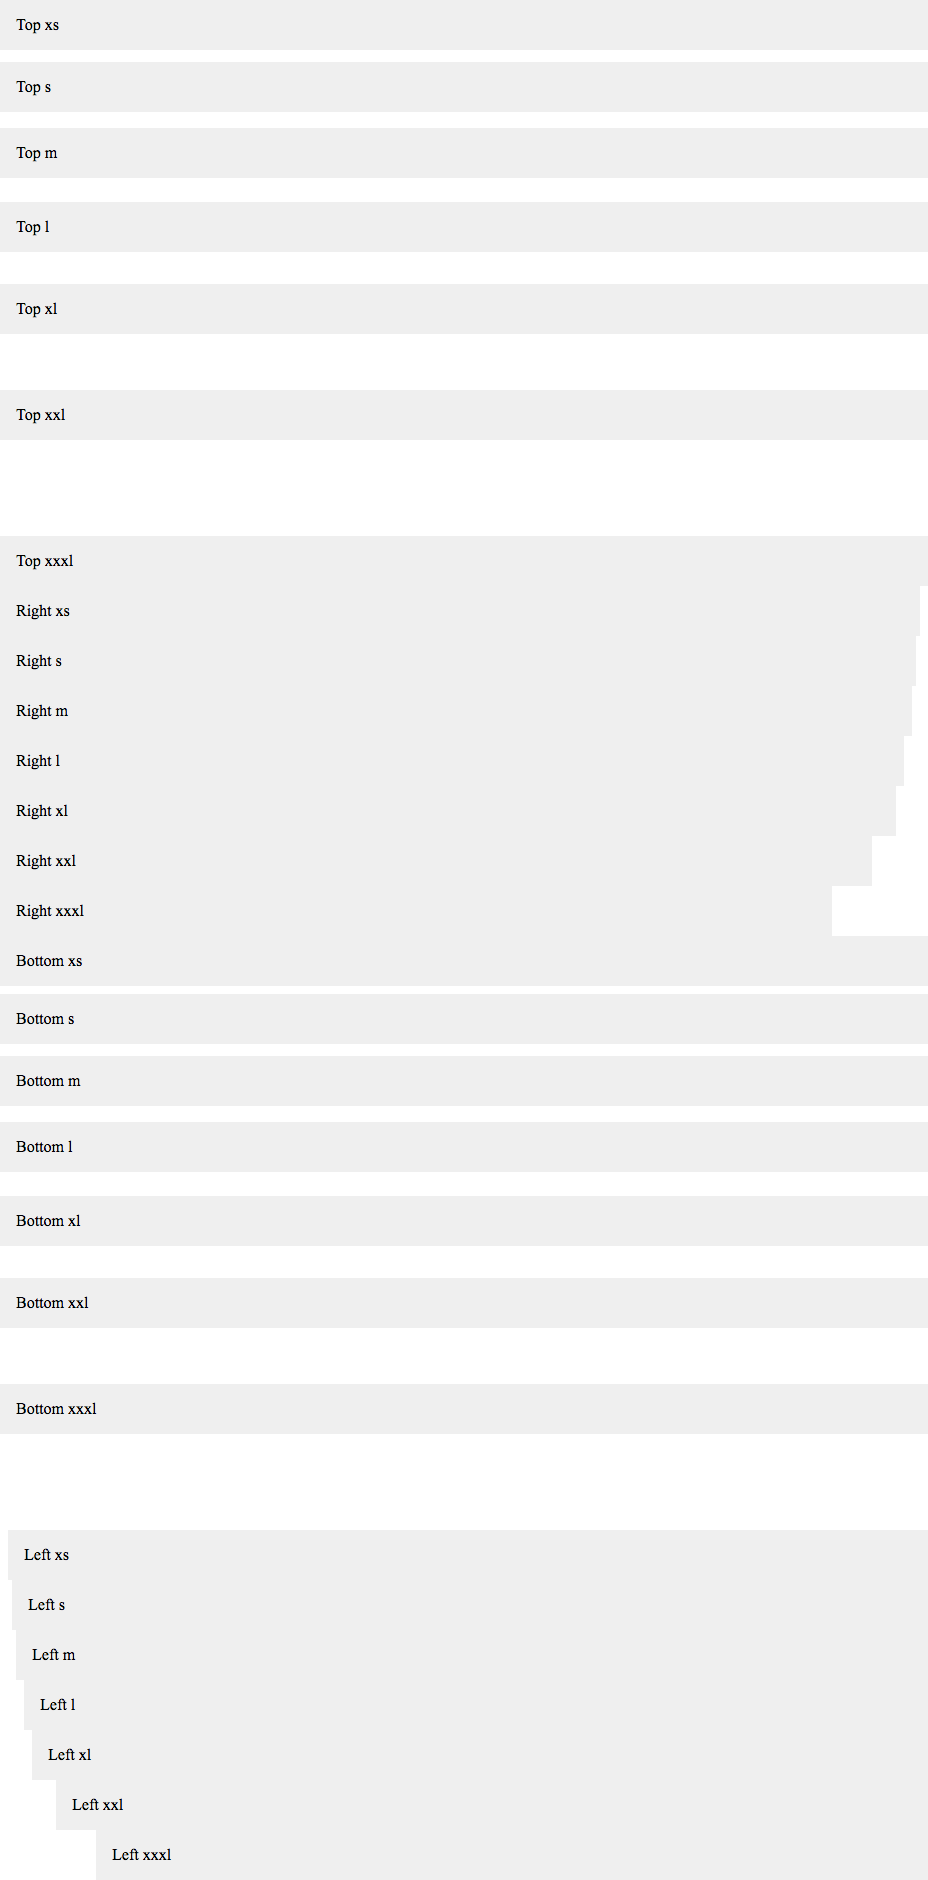 Top xs
Top s
Top m
Top l
Top xl
Top xxl
Top xxxl
Right xs
Right s
Right m
Right l
Right xl
Right xxl
Right xxxl
Bottom xs
Bottom s
Bottom m
Bottom l
Bottom xl
Bottom xxl
Bottom xxxl
Left xs
Left s
Left m
Left l
Left xl
Left xxl
Left xxxl